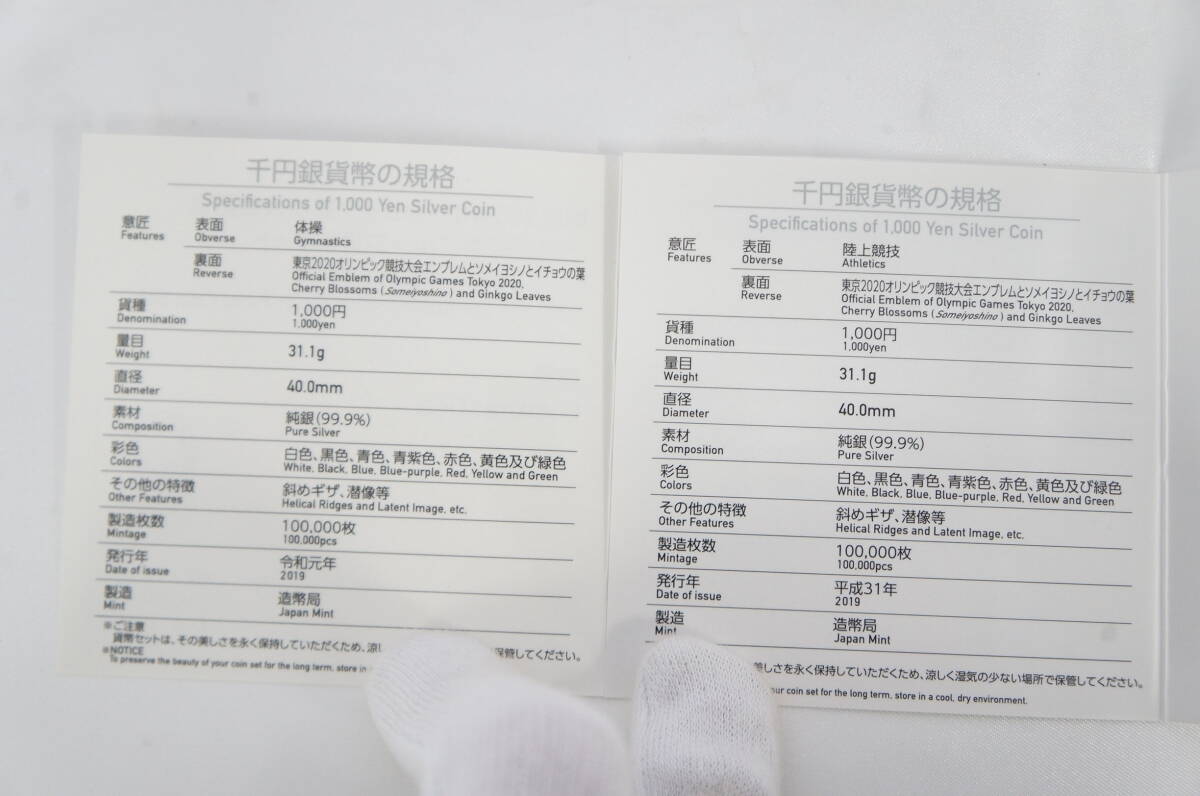 千円銀貨幣の規格
Specifications of 1,000 Yen Silver Coin
意匠 表面 体操
Features Obverse Gymnastics
裏面 東京2020オリンピック競技大会エンブレムとソメイヨシノとイチョウの葉
Reverse Official Emblem of Olympic Games Tokyo 2020,
Cherry Blossoms (Someiyoshino) and Ginkgo Leaves
貨種 1,000円
Denomination 1,000yen
量目 31.1g
Weight
直径 40.0mm
Diameter
素材 純銀(99.9%)
Composition Pure Silver
彩色 白色、黒色、青色、青紫色、赤色、黄色及び緑色
Colors White, Black, Blue, Blue-purple, Red, Yellow and Green
その他の特徴 斜めギザ、潜像等
Other Features Helical Ridges and Latent Image, etc.
製造枚数 100,000枚
Mintage 100,000pcs
発行年 令和元年
Date of issue 2019
製造 造幣局
Mint Japan Mint
※ご注意
貨幣セットは、その美しさを永く保持していただくため、涼し 保管してください。
※NOTICE
To preserve the beauty of your coin set for the long term, store in
千円銀貨幣の規格
Specifications of 1,000 Yen Silver Coin
意匠 表面 陸上競技
Features Obverse Athletics
裏面 東京2020オリンピック競技大会エンブレムとソメイヨシノとイチョウの葉
Reverse Official Emblem of Olympic Games Tokyo 2020,
Cherry Blossoms (Someiyoshino) and Ginkgo Leaves
貨種 1,000円
Denomination 1,000yen
量目 31.1g
Weight
直径 40.0mm
Diameter
素材 純銀(99.9%)
Composition Pure Silver
彩色 白色、黒色、青色、青紫色、赤色、黄色及び緑色
Colors White, Black, Blue, Blue-purple, Red, Yellow and Green
その他の特徴 斜めギザ、潜像等
Other Features Helical Ridges and Latent Image, etc.
製造枚数 100,000枚
Mintage 100,000pcs
発行年 平成31年
Date of issue 2019
製造 造幣局
Mint Japan Mint
美しさを永く保持していただくため、涼しく湿気の少ない場所で保管してください。
your coin set for the long term, store in a cool, dry environment.